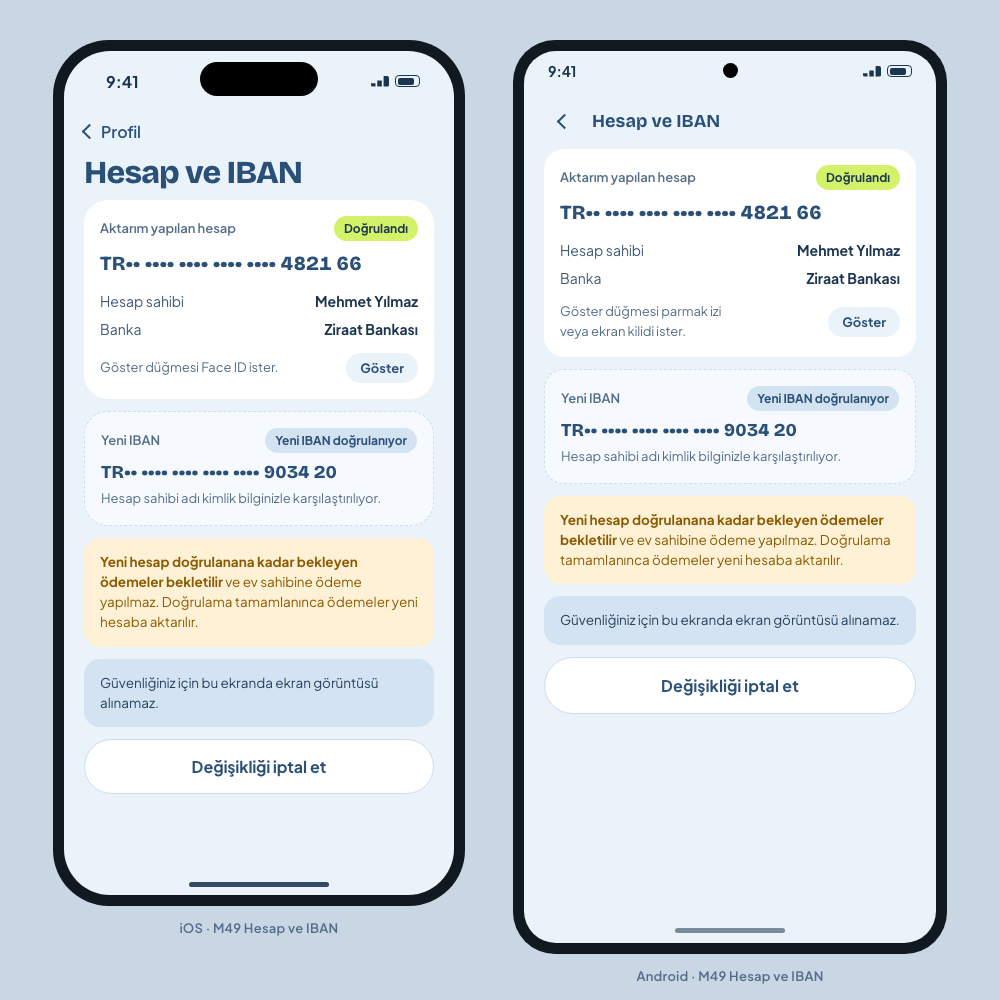 9:41
Profil
Hesap ve IBAN
Aktarım yapılan hesap
Doğrulandı
TR•• •••• •••• •••• •••• 4821 66
Hesap sahibi
Mehmet Yılmaz
Banka
Ziraat Bankası
Göster düğmesi Face ID ister.
Göster
Yeni IBAN
Yeni IBAN doğrulanıyor
TR•• •••• •••• •••• •••• 9034 20
Hesap sahibi adı kimlik bilginizle karşılaştırılıyor.
Yeni hesap doğrulanana kadar bekleyen
ödemeler bekletilir ve ev sahibine ödeme
yapılmaz. Doğrulama tamamlanınca ödemeler yeni
hesaba aktarılır.
Güvenliğiniz için bu ekranda ekran görüntüsü
alınamaz.
Değişikliği iptal et
iOS · M49 Hesap ve IBAN
9:41
Hesap ve IBAN
Aktarım yapılan hesap
Doğrulandı
TR•• •••• •••• •••• •••• 4821 66
Hesap sahibi
Mehmet Yılmaz
Banka
Ziraat Bankası
Göster düğmesi parmak izi
veya ekran kilidi ister.
Göster
Yeni IBAN
Yeni IBAN doğrulanıyor
TR•• •••• •••• •••• •••• 9034 20
Hesap sahibi adı kimlik bilginizle karşılaştırılıyor.
Yeni hesap doğrulanana kadar bekleyen ödemeler
bekletilir ve ev sahibine ödeme yapılmaz. Doğrulama
tamamlanınca ödemeler yeni hesaba aktarılır.
Güvenliğiniz için bu ekranda ekran görüntüsü alınamaz.
Değişikliği iptal et
Android · M49 Hesap ve IBAN